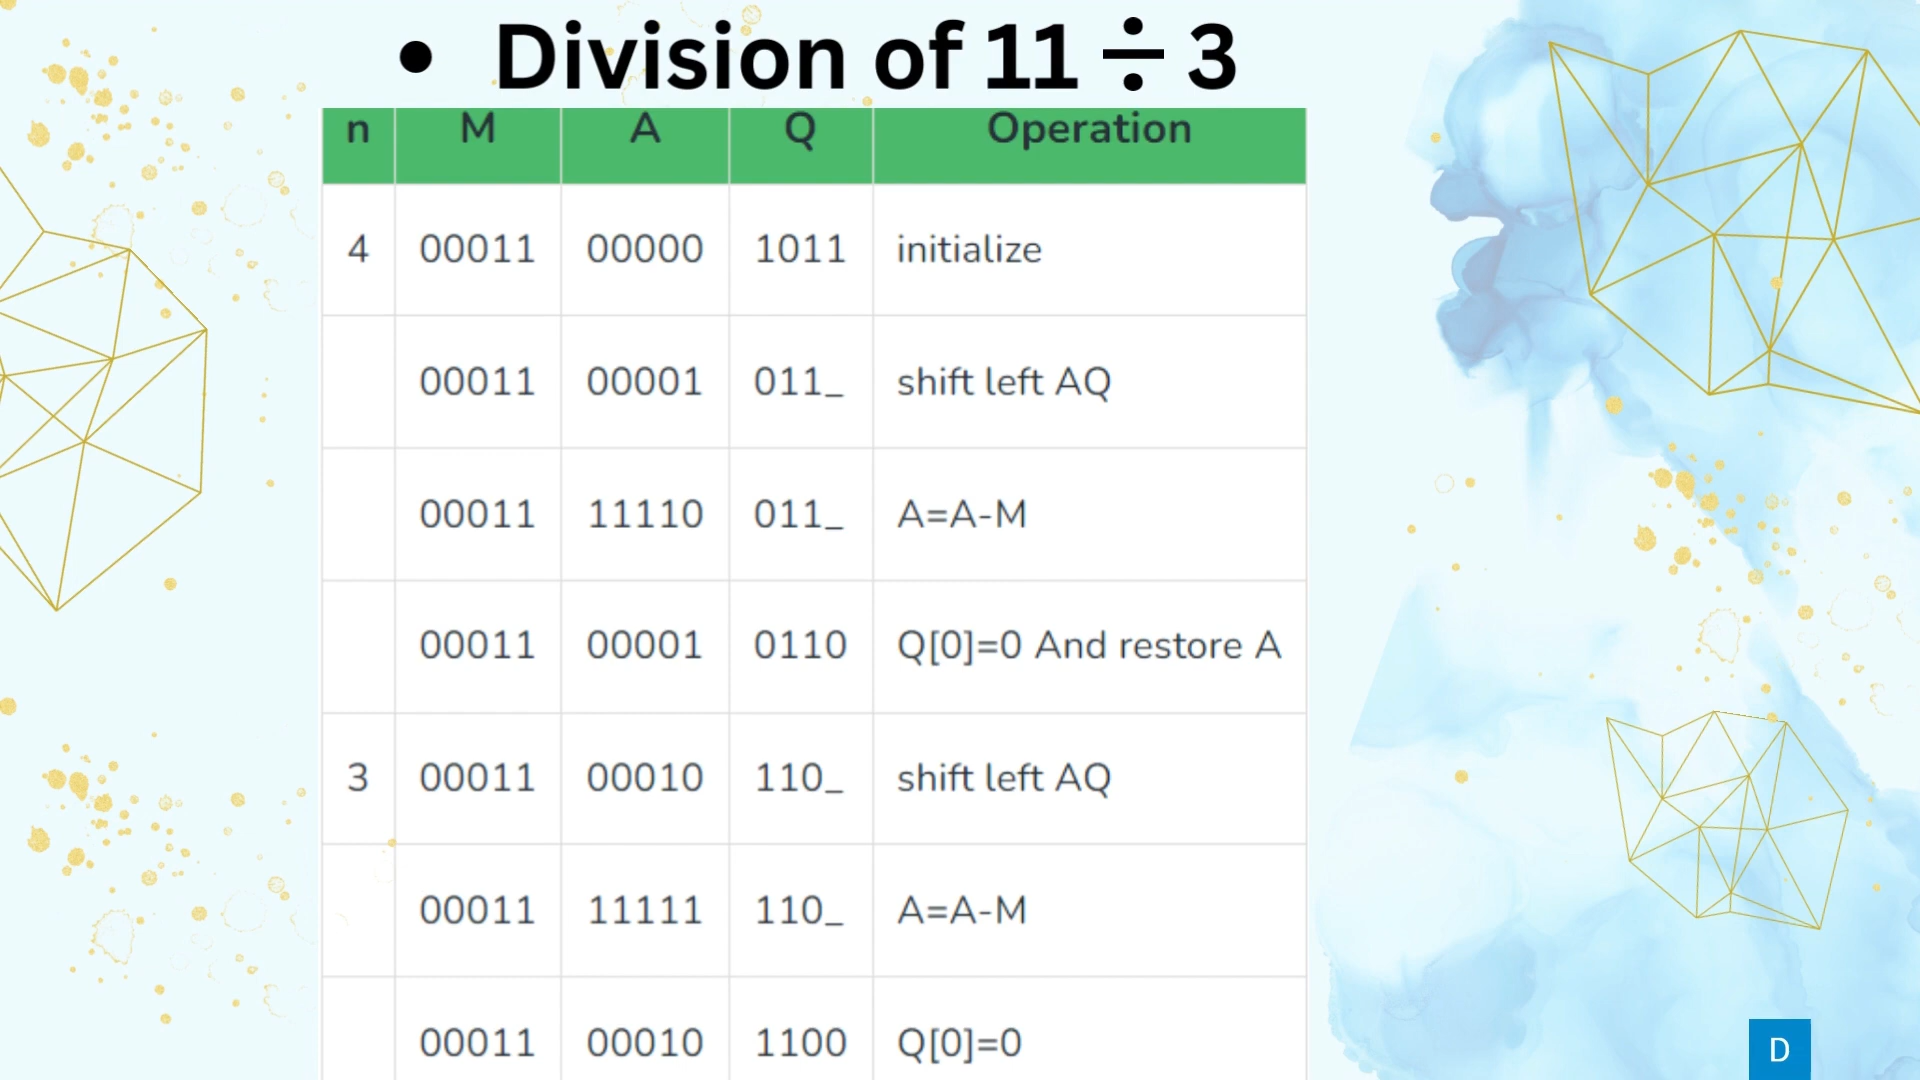 • Division of 11 ÷ 3
n M A Q Operation
4 00011 00000 1011 initialize
00011 00001 011_ shift left AQ
00011 11110 011_ A=A-M
00011 00001 0110 Q[0]=0 And restore A
3 00011 00010 110_ shift left AQ
00011 11111 110_ A=A-M
00011 00010 1100 Q[0]=0
D